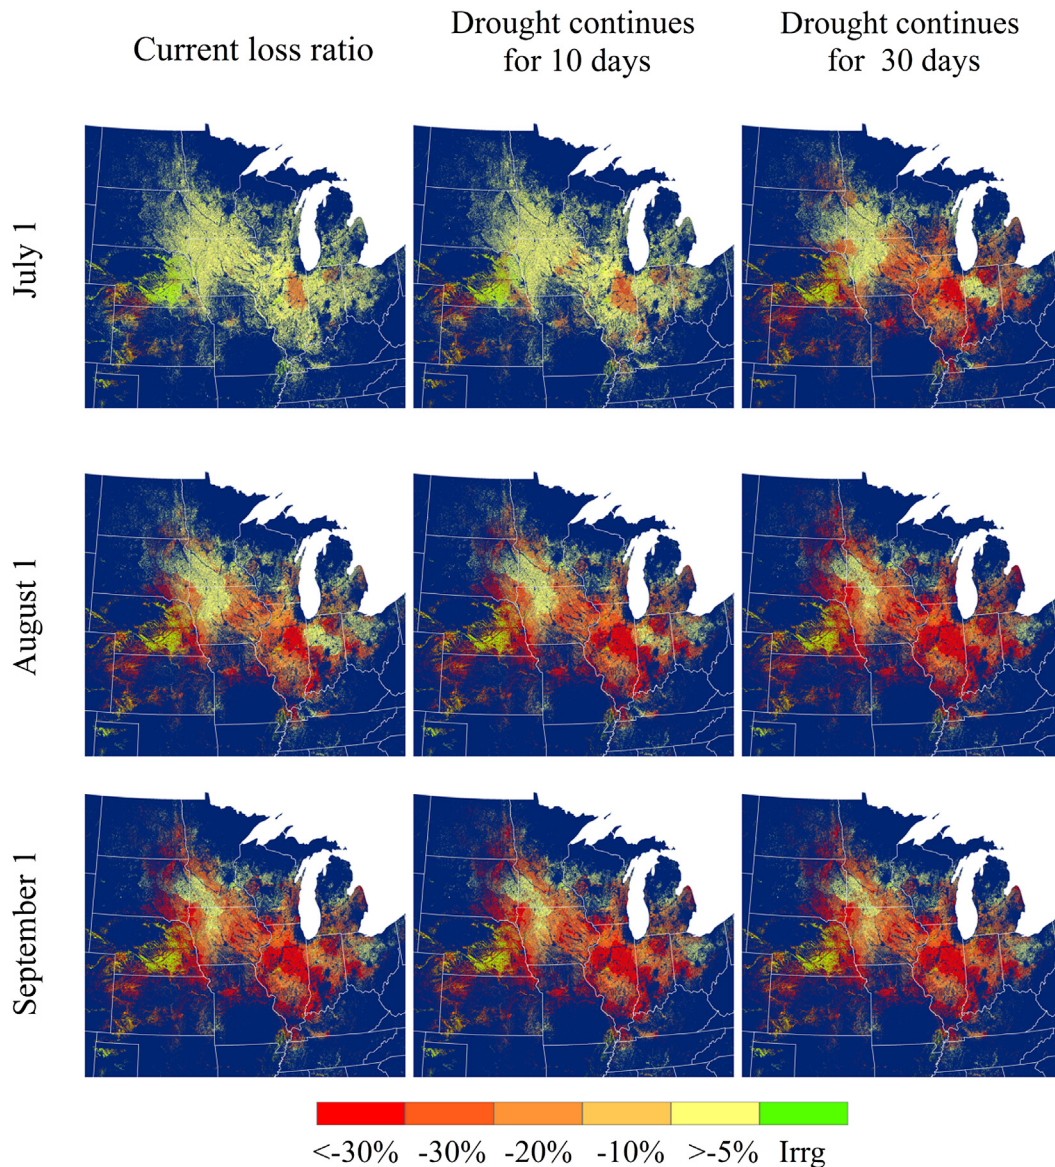 Current loss ratio
Drought continues
for 10 days
Drought continues
for 30 days
July 1
August 1
September 1
<-30% -30% -20% -10% >-5% Irrg